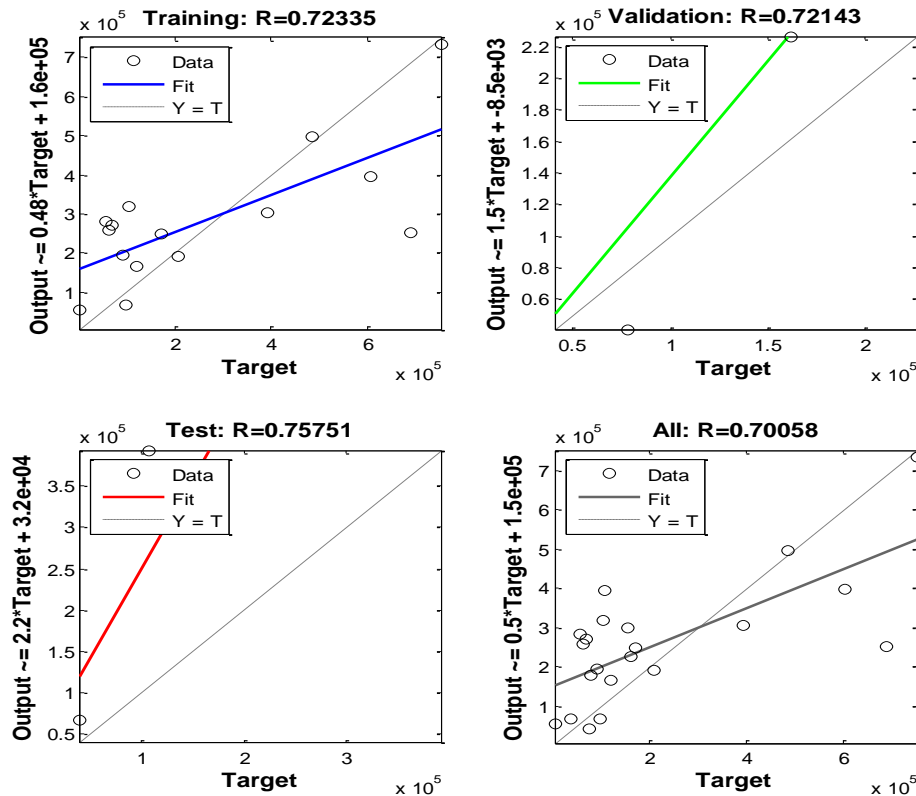 Training: R=0.72335
x 10^5
Output ~= 0.48*Target + 1.6e+05
7
6
5
4
3
2
1
Data
Fit
Y = T
2 4 6
Target
x 10^5
Validation: R=0.72143
x 10^5
Output ~= 1.5*Target + -8.5e+03
2.2
2
1.8
1.6
1.4
1.2
1
0.8
0.6
Data
Fit
Y = T
0.5 1 1.5 2
Target
x 10^5
Test: R=0.75751
x 10^5
Output ~= 2.2*Target + 3.2e+04
3.5
3
2.5
2
1.5
1
0.5
Data
Fit
Y = T
1 2 3
Target
x 10^5
All: R=0.70058
x 10^5
Output ~= 0.5*Target + 1.5e+05
7
6
5
4
3
2
1
Data
Fit
Y = T
2 4 6
Target
x 10^5